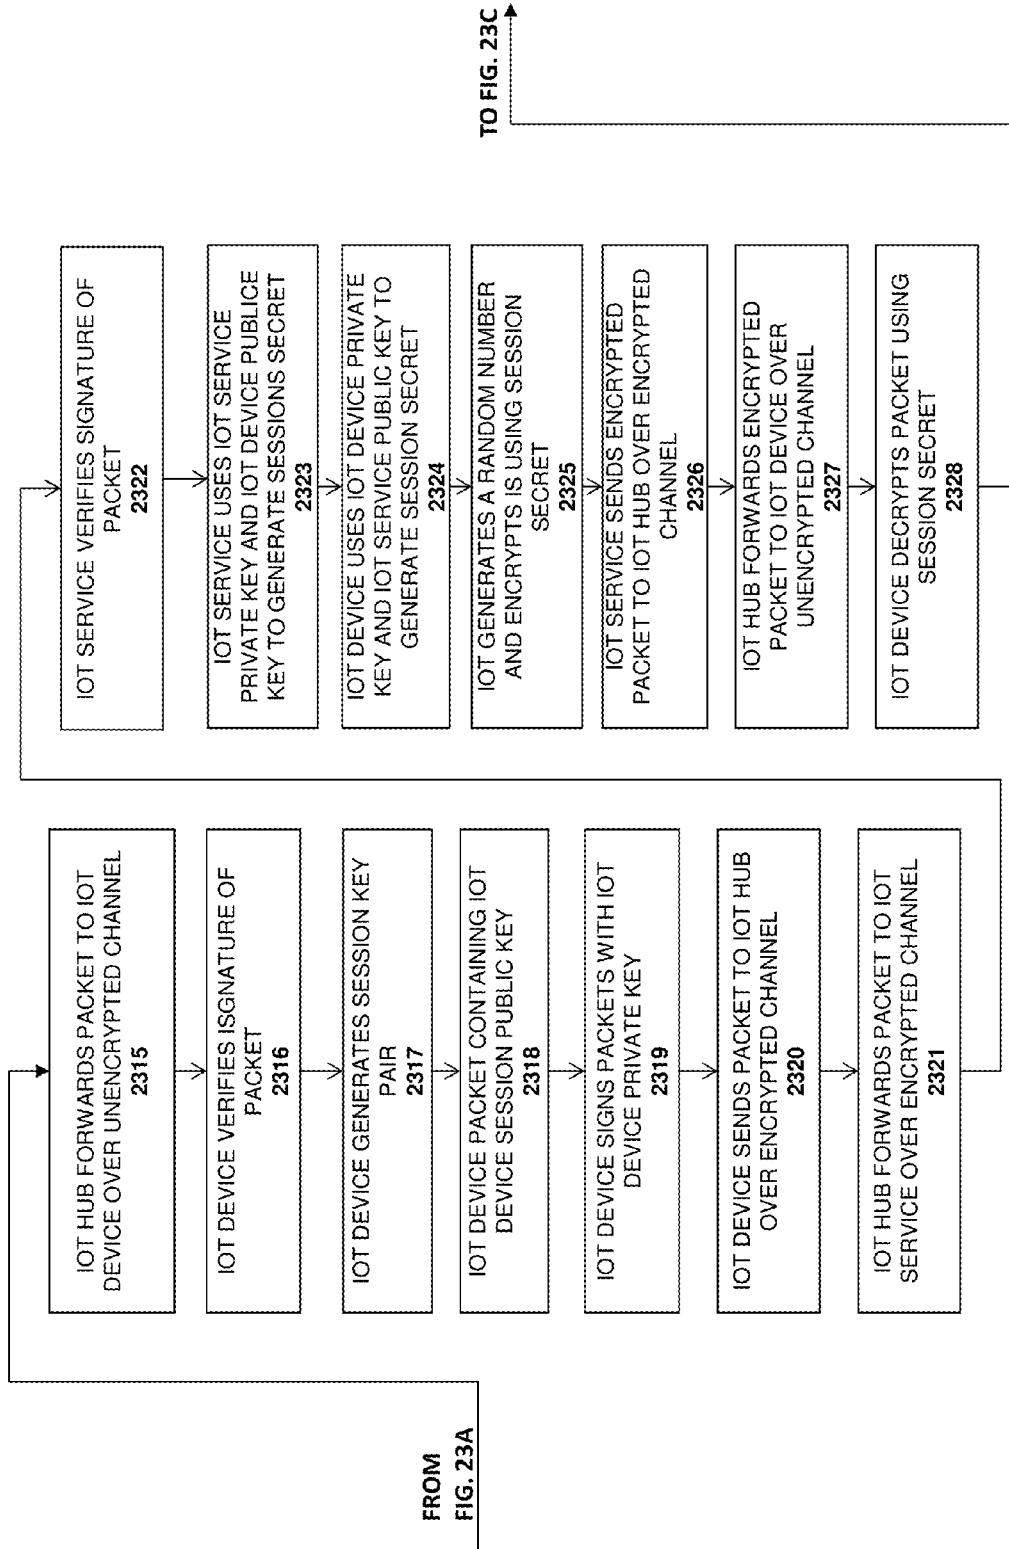 FROM
FIG. 23A
IOT HUB FORWARDS PACKET TO IOT
DEVICE OVER UNENCRYPTED CHANNEL
2315
IOT DEVICE VERIFIES ISGNATURE OF
PACKET
2316
IOT DEVICE GENERATES SESSION KEY
PAIR
2317
IOT DEVICE PACKET CONTAINING IOT
DEVICE SESSION PUBLIC KEY
2318
IOT DEVICE SIGNS PACKETS WITH IOT
DEVICE PRIVATE KEY
2319
IOT DEVICE SENDS PACKET TO IOT HUB
OVER ENCRYPTED CHANNEL
2320
IOT HUB FORWARDS PACKET TO IOT
SERVICE OVER ENCRYPTED CHANNEL
2321
IOT SERVICE VERIFIES SIGNATURE OF
PACKET
2322
IOT SERVICE USES IOT SERVICE
PRIVATE KEY AND IOT DEVICE PUBLICE
KEY TO GENERATE SESSIONS SECRET
2323
IOT DEVICE USES IOT DEVICE PRIVATE
KEY AND IOT SERVICE PUBLIC KEY TO
GENERATE SESSION SECRET
2324
IOT GENERATES A RANDOM NUMBER
AND ENCRYPTS IS USING SESSION
SECRET
2325
IOT SERVICE SENDS ENCRYPTED
PACKET TO IOT HUB OVER ENCRYPTED
CHANNEL
2326
IOT HUB FORWARDS ENCRYPTED
PACKET TO IOT DEVICE OVER
UNENCRYPTED CHANNEL
2327
IOT DEVICE DECRYPTS PACKET USING
SESSION SECRET
2328
TO FIG. 23C